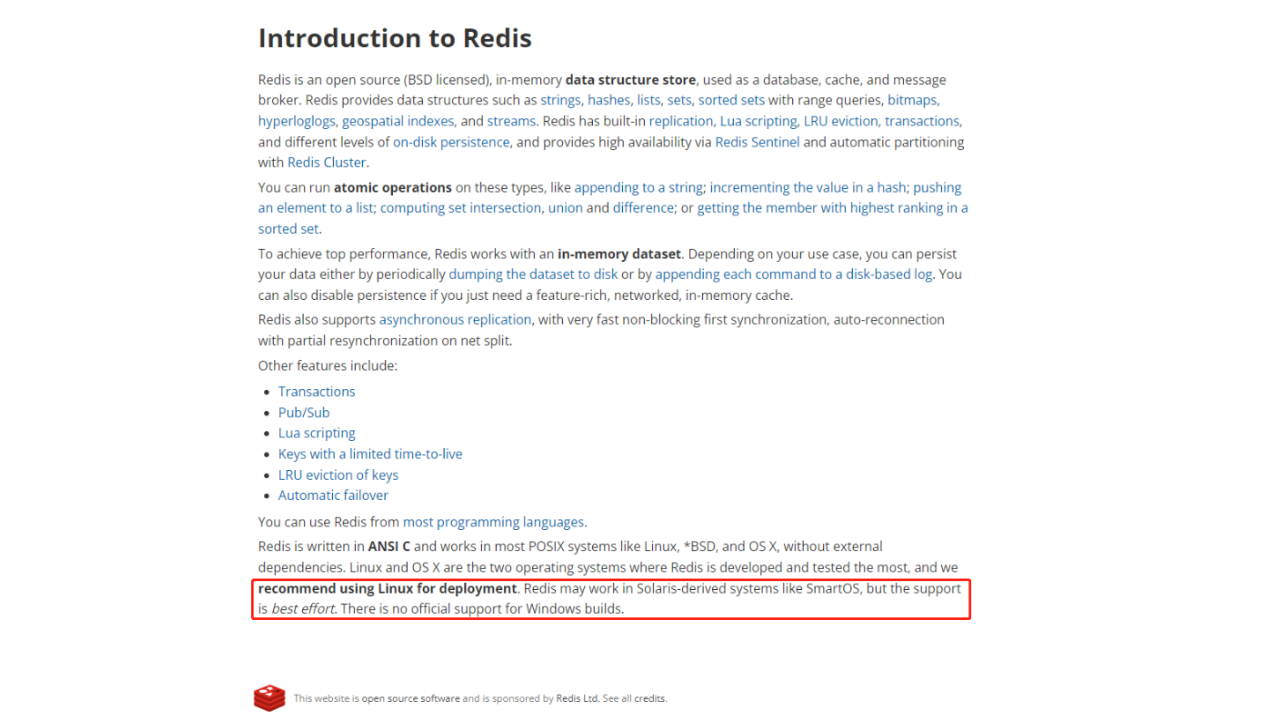 Introduction to Redis
Redis is an open source (BSD licensed), in-memory data structure store, used as a database, cache, and message
broker. Redis provides data structures such as strings, hashes, lists, sets, sorted sets with range queries, bitmaps,
hyperloglogs, geospatial indexes, and streams. Redis has built-in replication, Lua scripting, LRU eviction, transactions,
and different levels of on-disk persistence, and provides high availability via Redis Sentinel and automatic partitioning
with Redis Cluster.
You can run atomic operations on these types, like appending to a string; incrementing the value in a hash; pushing
an element to a list; computing set intersection, union and difference; or getting the member with highest ranking in a
sorted set.
To achieve top performance, Redis works with an in-memory dataset. Depending on your use case, you can persist
your data either by periodically dumping the dataset to disk or by appending each command to a disk-based log. You
can also disable persistence if you just need a feature-rich, networked, in-memory cache.
Redis also supports asynchronous replication, with very fast non-blocking first synchronization, auto-reconnection
with partial resynchronization on net split.
Other features include:
• Transactions
• Pub/Sub
• Lua scripting
• Keys with a limited time-to-live
• LRU eviction of keys
• Automatic failover
You can use Redis from most programming languages.
Redis is written in ANSI C and works in most POSIX systems like Linux, *BSD, and OS X, without external
dependencies. Linux and OS X are the two operating systems where Redis is developed and tested the most, and we
recommend using Linux for deployment. Redis may work in Solaris-derived systems like SmartOS, but the support
is best effort. There is no official support for Windows builds.
This website is open source software and is sponsored by Redis Ltd. See all credits.